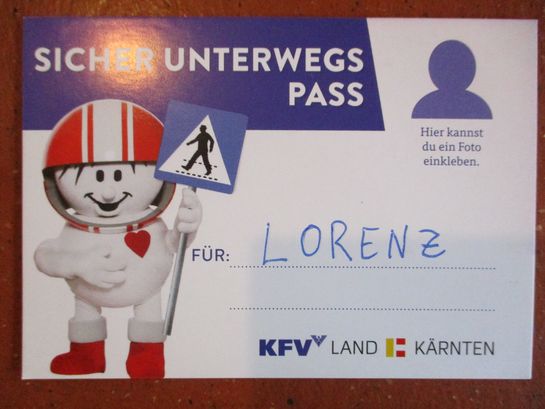 SICHER UNTERWEGS
PASS
Hier kannst
du ein Foto
einkleben.
FÜR: LORENZ
KFV LAND KÄRNTEN